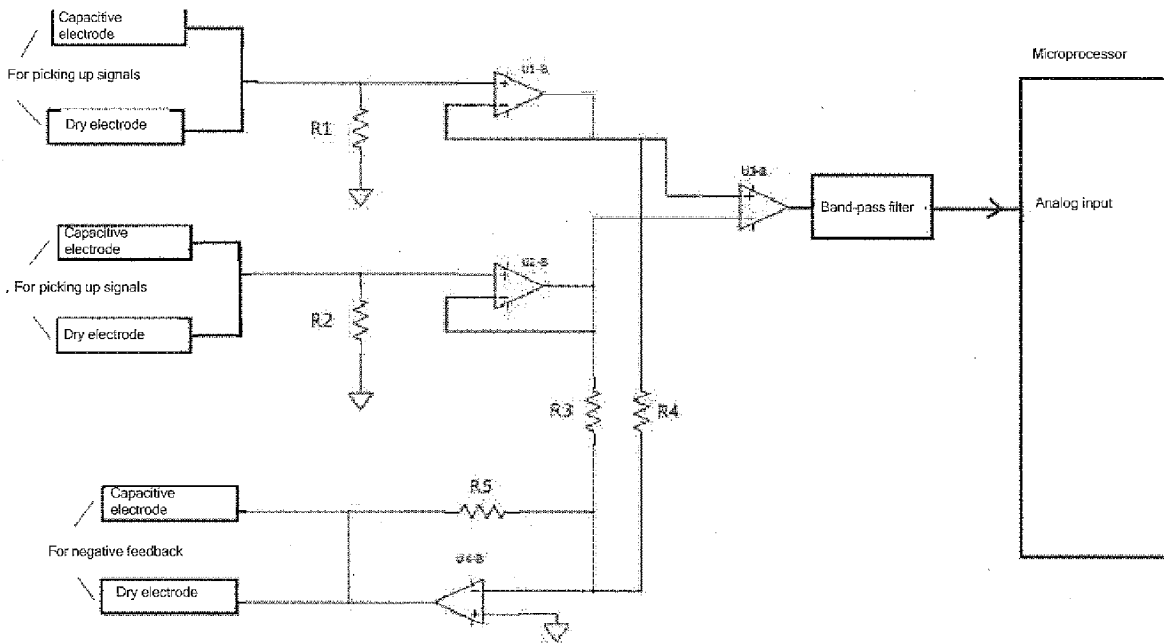 Capacitive
electrode
For picking up signals
Dry electrode
R1
U1-B
Microprocessor
Band-pass filter
Analog input
Capacitive
electrode
, For picking up signals
Dry electrode
R2
R3
R4
Capacitive
electrode
R5
For negative feedback
Dry electrode